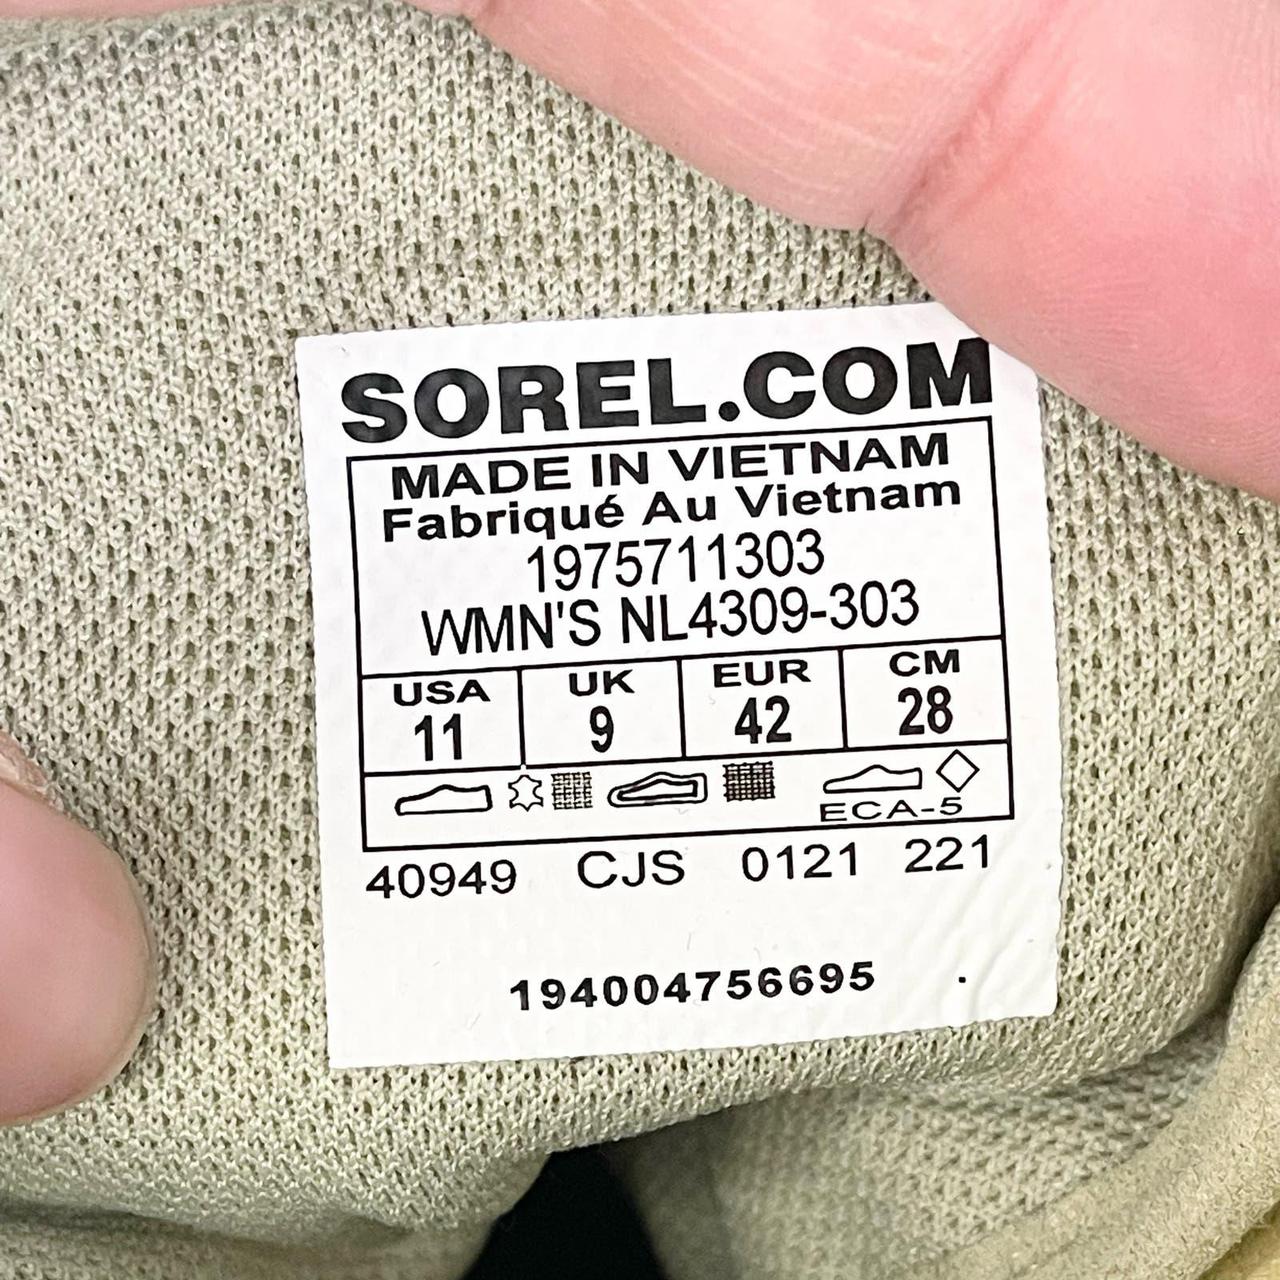 SOREL.COM
MADE IN VIETNAM
Fabriqué Au Vietnam
1975711303
WMN'S NL4309-303
USA UK EUR CM
11 9 42 28
ECA-5
40949 CJS 0121 221
194004756695 .